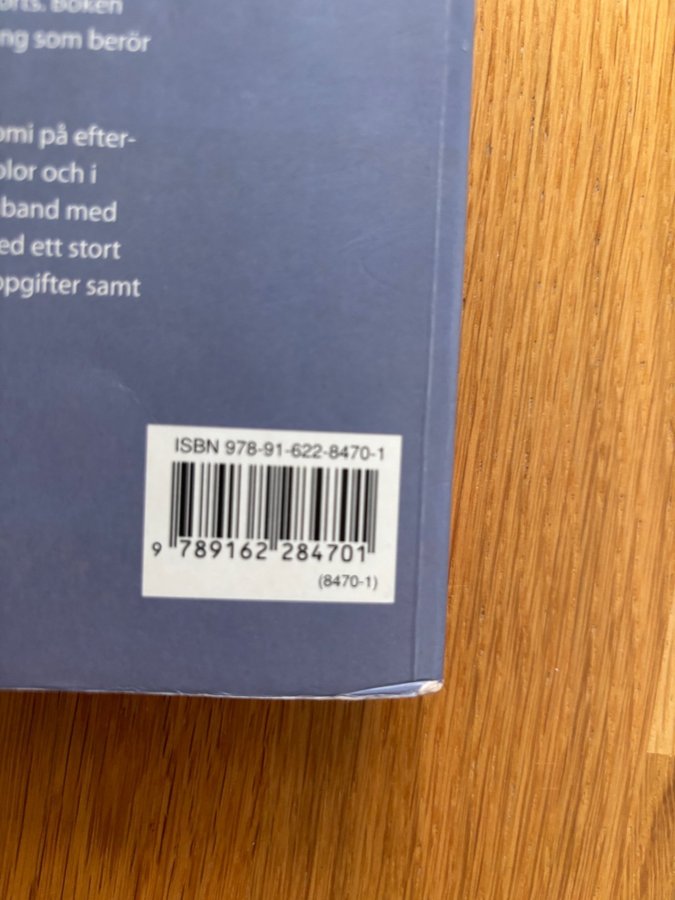 orts. Boken
ng som berör
omi på efter-
olor och i
band med
ed ett stort
ppgifter samt
ISBN 978-91-622-8470-1
9 789162 284701
(8470-1)